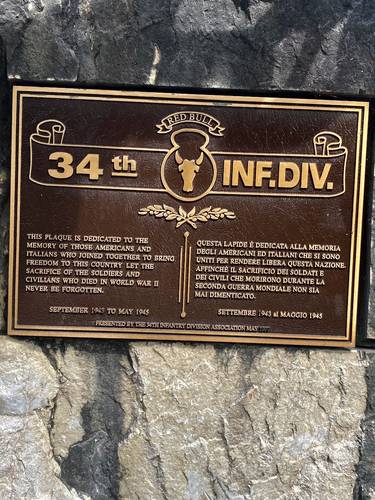 RED BULL
34 th INF.DIV.
THIS PLAQUE IS DEDICATED TO THE
MEMORY OF THOSE AMERICANS AND
ITALIANS WHO JOINED TOGETHER TO BRING
FREEDOM TO THIS COUNTRY. LET THE
SACRIFICE OF THE SOLDIERS AND
CIVILIANS WHO DIED IN WORLD WAR II
NEVER BE FORGOTTEN.
SEPTEMBER 1943 TO MAY 1945
QUESTA LAPIDE È DEDICATA ALLA MEMORIA
DEGLI AMERICANI ED ITALIANI CHE SI SONO
UNITI PER RENDERE LIBERA QUESTA NAZIONE.
AFFINCHÈ IL SACRIFICIO DEI SOLDATI E
DEI CIVILI CHE MORIRONO DURANTE LA
SECONDA GUERRA MONDIALE NON SIA
MAI DIMENTICATO.
SETTEMBRE 1943 al MAGGIO 1945
PRESENTED BY THE 34TH INFANTRY DIVISION ASSOCIATION MAY